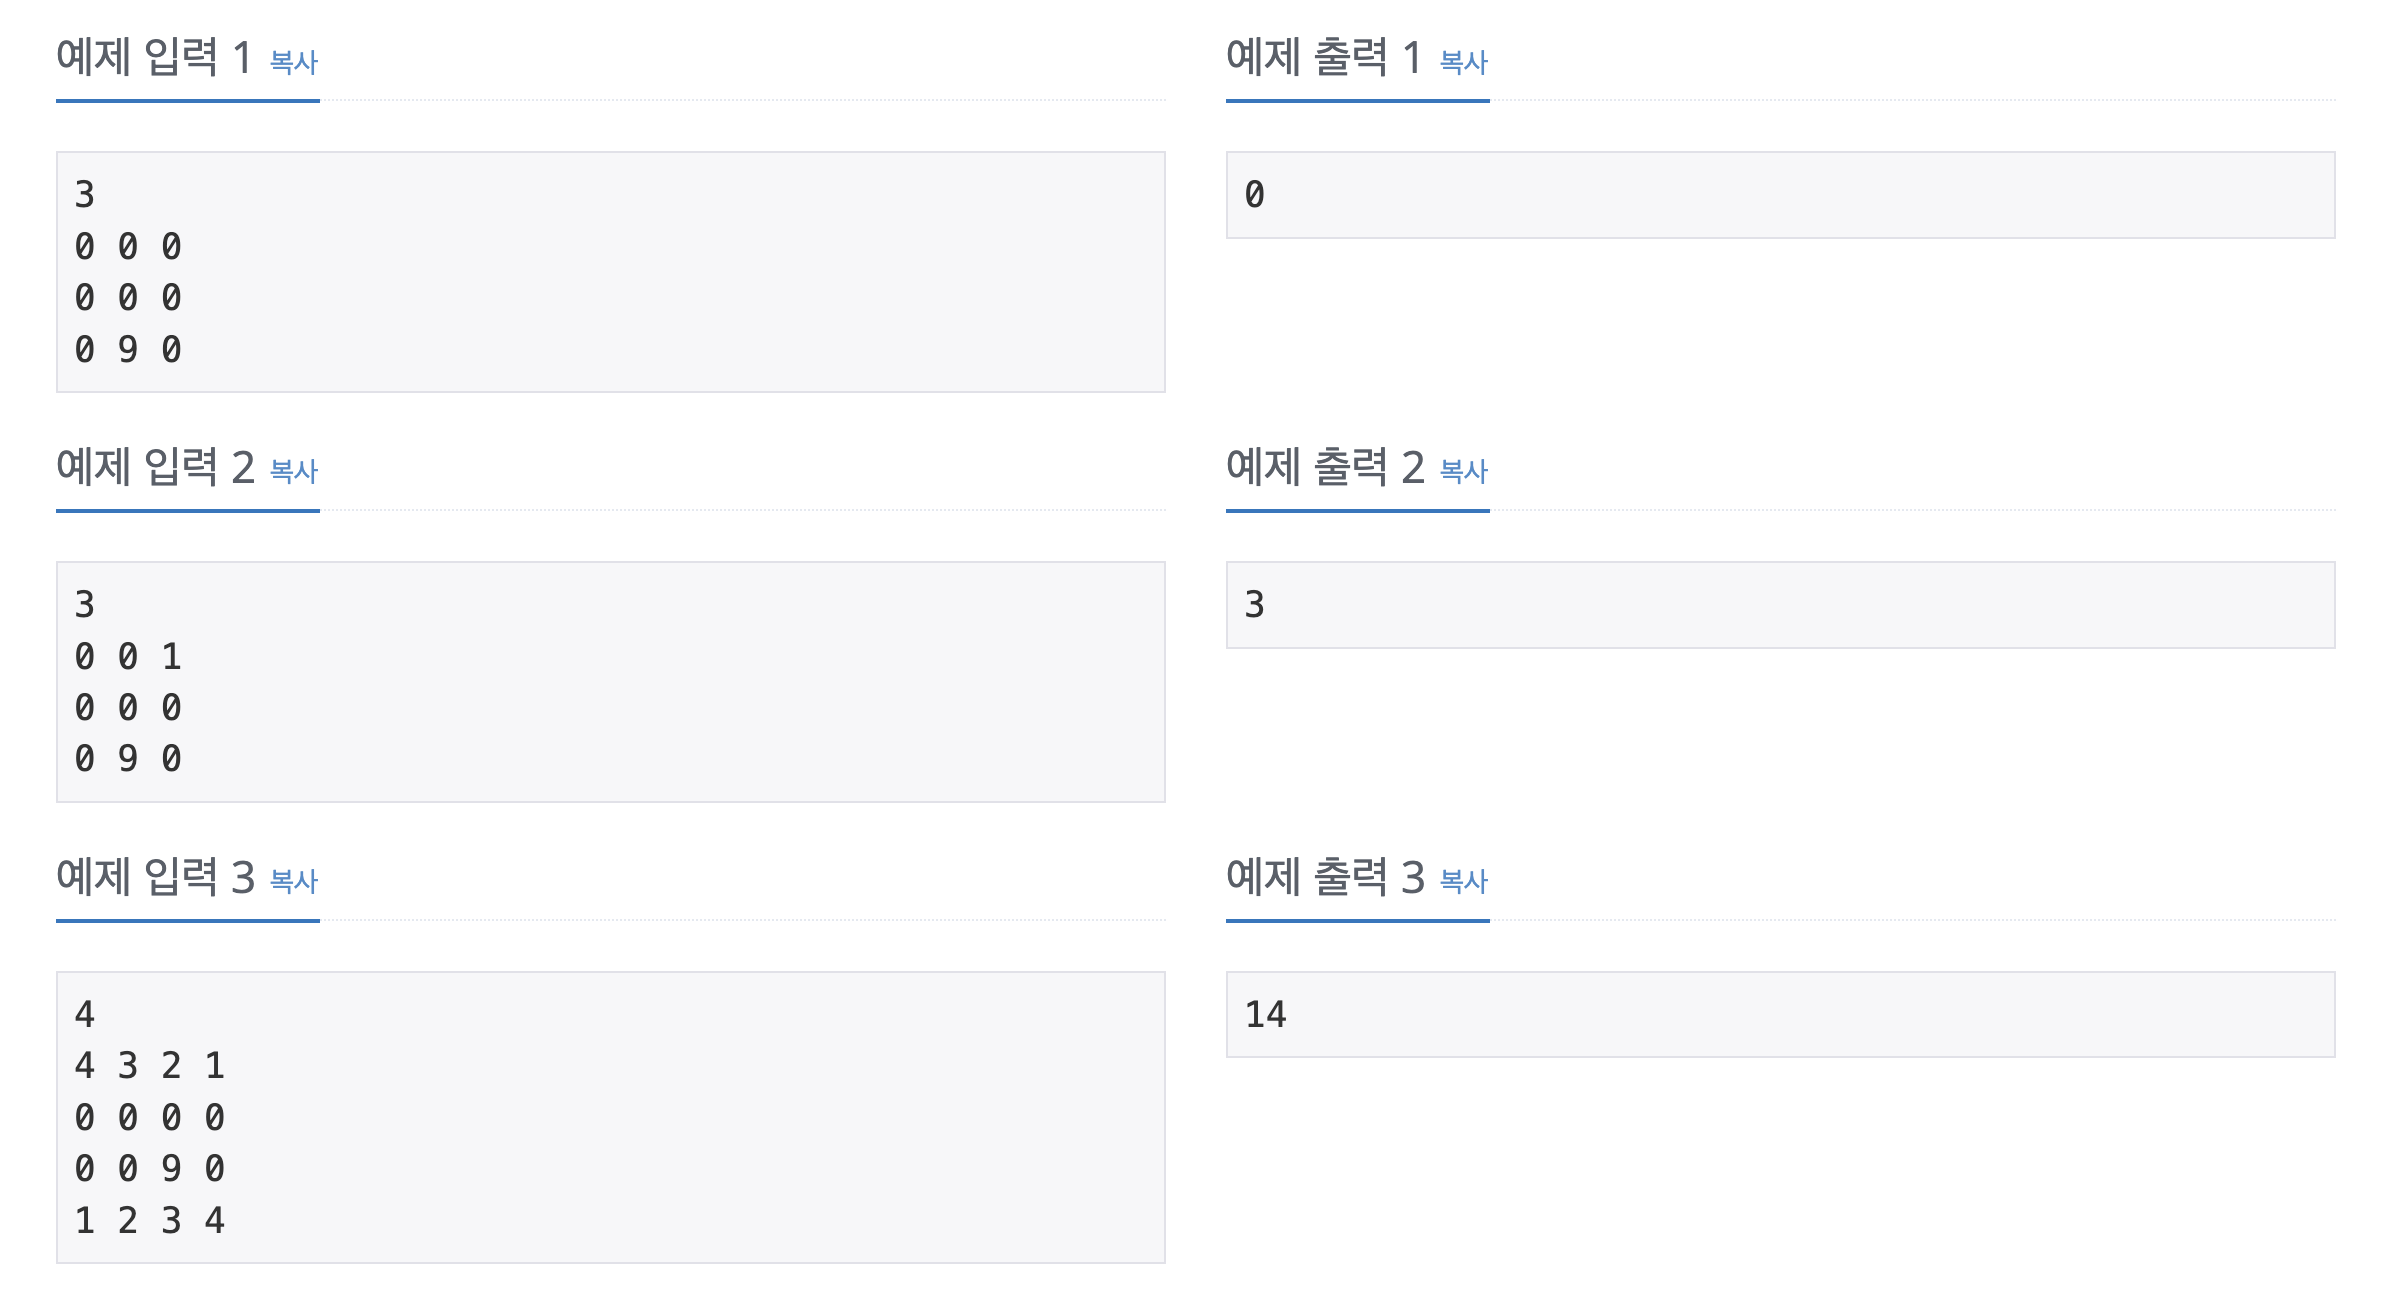 예제 입력 1 복사
3
0 0 0
0 0 0
0 9 0
예제 출력 1 복사
0
예제 입력 2 복사
3
0 0 1
0 0 0
0 9 0
예제 출력 2 복사
3
예제 입력 3 복사
4
4 3 2 1
0 0 0 0
0 0 9 0
1 2 3 4
예제 출력 3 복사
14